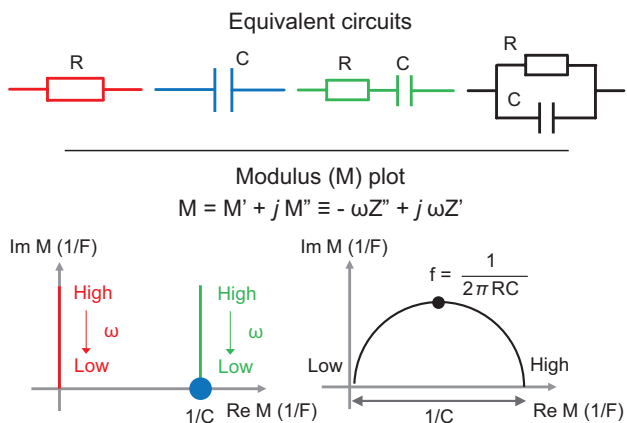 Equivalent circuits
R
C
R
C
R
C
Modulus (M) plot
M = M' + j M" ≡ - ωZ" + j ωZ'
Im M (1/F)
High
ω
Low
High
ω
Low
1/C
Re M (1/F)
Im M (1/F)
f = 1 / 2πRC
Low
High
1/C
Re M (1/F)